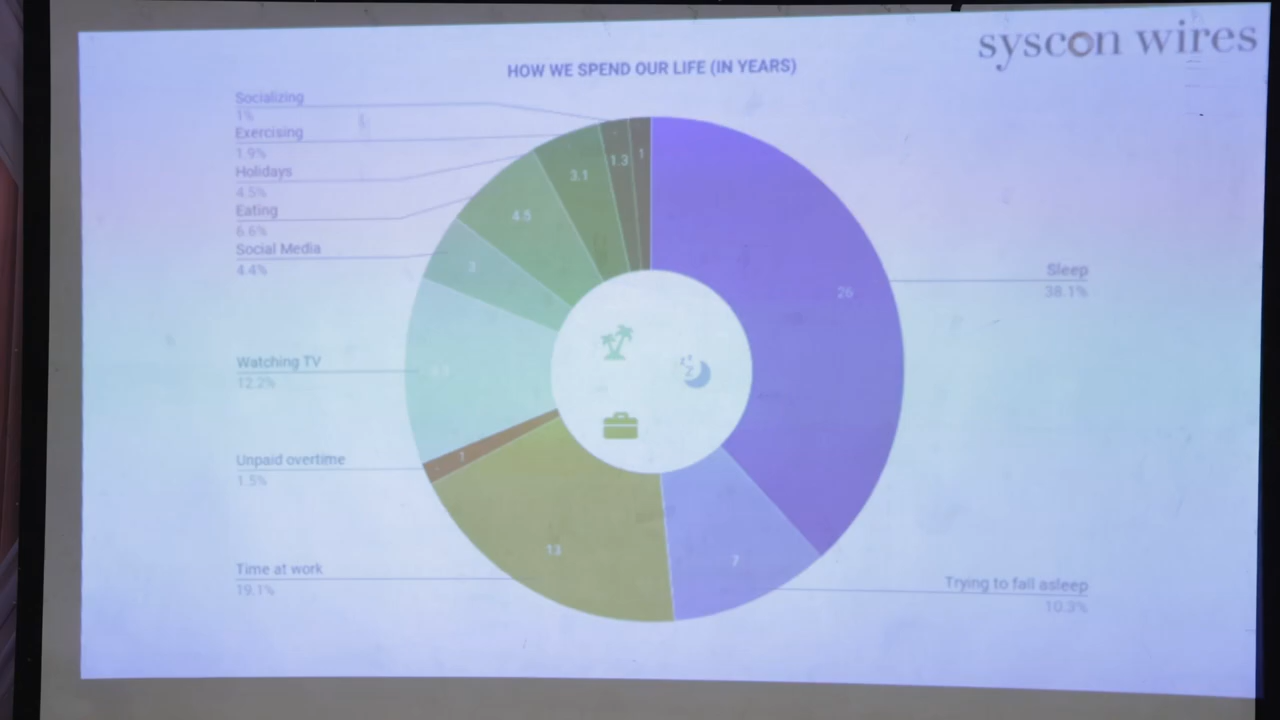 syscon wires
HOW WE SPEND OUR LIFE (IN YEARS)
Socializing
1%
Exercising
1.9%
Holidays
4.5%
Eating
6.6%
Social Media
4.4%
Watching TV
12.2%
Unpaid overtime
1.5%
Time at work
19.1%
Sleep
38.1%
Trying to fall asleep
10.3%
1
1.3
3.1
4.5
3
1
13
7
26
z z
Z